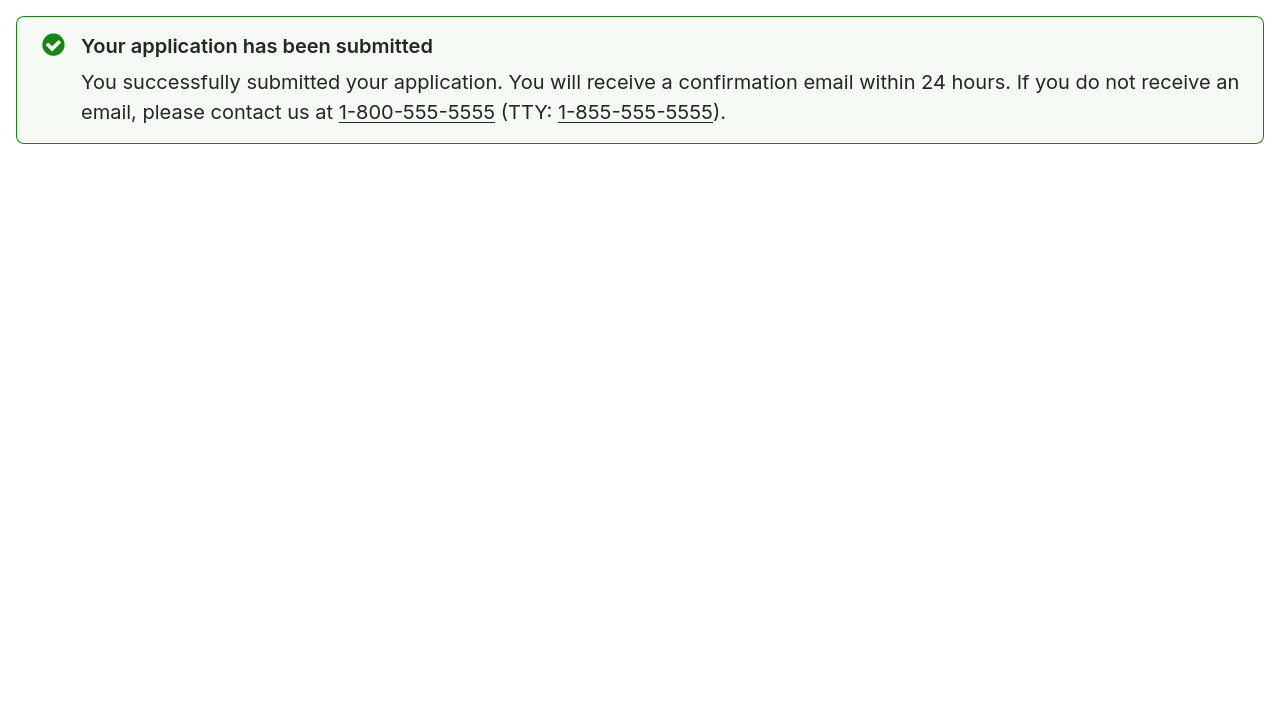 Your application has been submitted
You successfully submitted your application. You will receive a confirmation email within 24 hours. If you do not receive an
email, please contact us at 1-800-555-5555 (TTY: 1-855-555-5555).